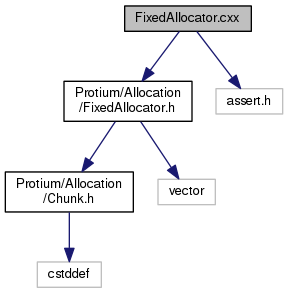 FixedAllocator.cxx
Protium/Allocation
/FixedAllocator.h
assert.h
Protium/Allocation
/Chunk.h
vector
cstddef